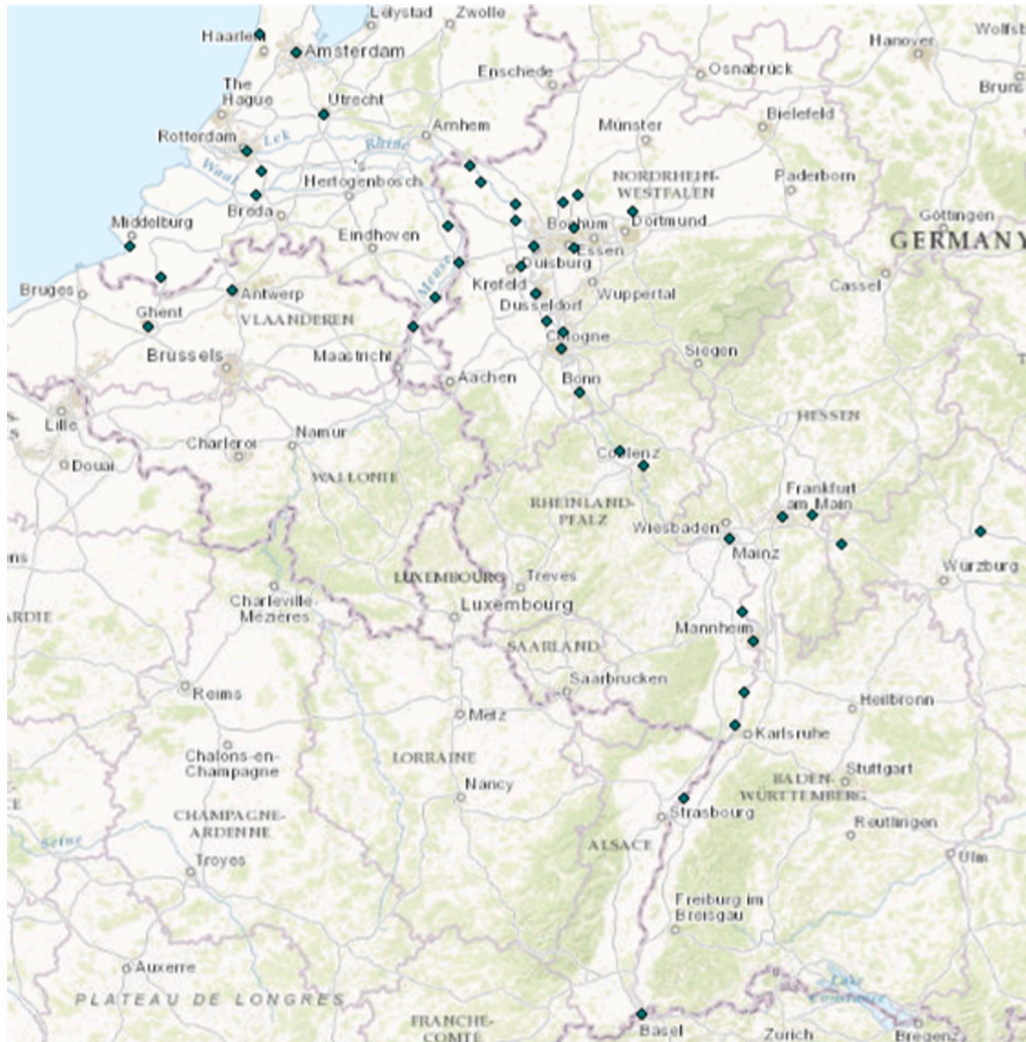 Lelystad
Zwolle
Haarlem
Amsterdam
Hanover
Enschede
Osnabrück
The
Hague
Utrecht
Bielefeld
Arnhem
Münster
Rotterdam
Lek
Rhine
Waal
's
Hertogenbosch
NORDRHEIN-
WESTFALEN
Paderborn
Breda
Middelburg
Bochum
Dortmund
Göttingen
Eindhoven
Essen
GERMANY
Duisburg
Meuse
Krefeld
Cassel
Bruges
Antwerp
Wuppertal
Dusseldorf
Ghent
VLAANDEREN
Cologne
Brussels
Maastricht
Siegen
Aachen
Bonn
HESSEN
Lille
Charleroi
Namur
Coblenz
Douai
WALLONIE
Frankfurt
am Main
RHEINLAND-
PFALZ
Wiesbaden
Mainz
Würzburg
LUXEMBOURG
Treves
Charleville-
Mézières
Luxembourg
ARDIE
Mannheim
SAARLAND
Saarbrucken
Reims
Heilbronn
Metz
Karlsruhe
Chalons-en-
Champagne
LORRAINE
Stuttgart
BADEN-
WÜRTTEMBERG
Nancy
Strasbourg
CHAMPAGNE-
ARDENNE
Reutlingen
Seine
ALSACE
Troyes
Ulm
Freiburg im
Breisgau
Auxerre
Lake
Constance
PLATEAU DE LONGRES
FRANCHE-
COMTE
Basel
Zurich
Bregenz